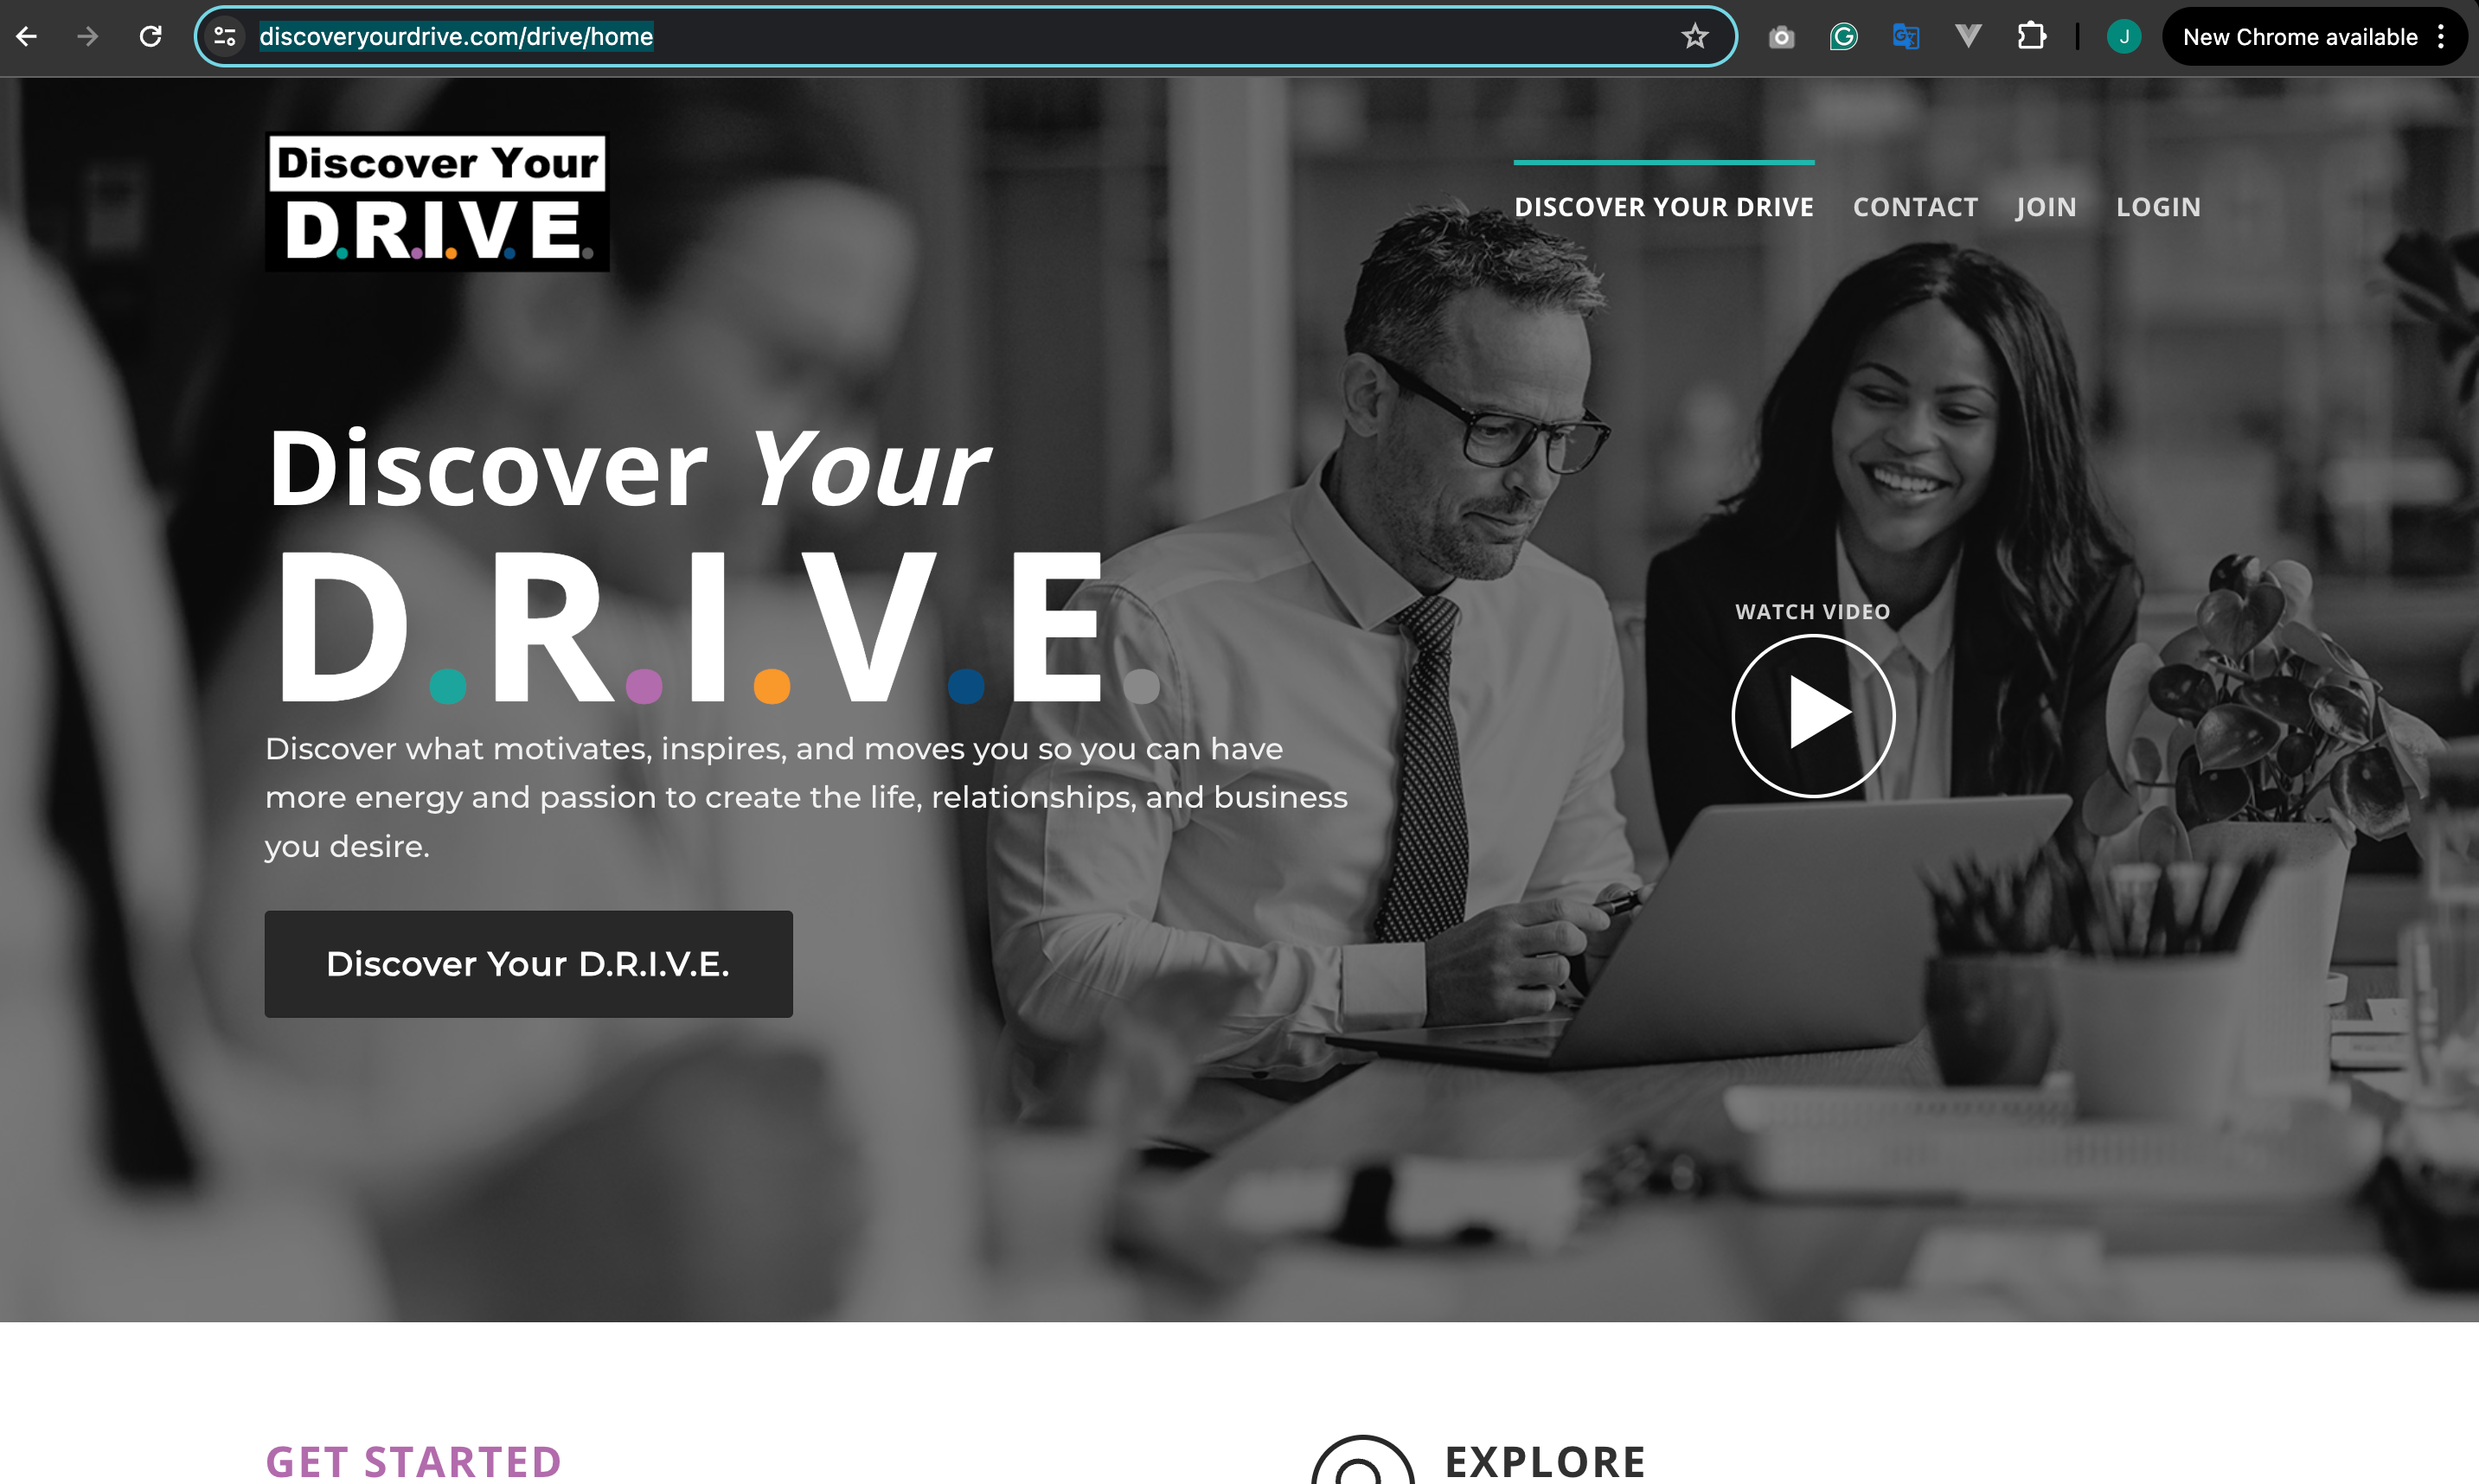 discoveryourdrive.com/drive/home
J
New Chrome available
Discover Your
D.R.I.V.E.
DISCOVER YOUR DRIVE CONTACT JOIN LOGIN
Discover Your
D.R.I.V.E.
WATCH VIDEO
Discover what motivates, inspires, and moves you so you can have
more energy and passion to create the life, relationships, and business
you desire.
Discover Your D.R.I.V.E.
GET STARTED
EXPLORE